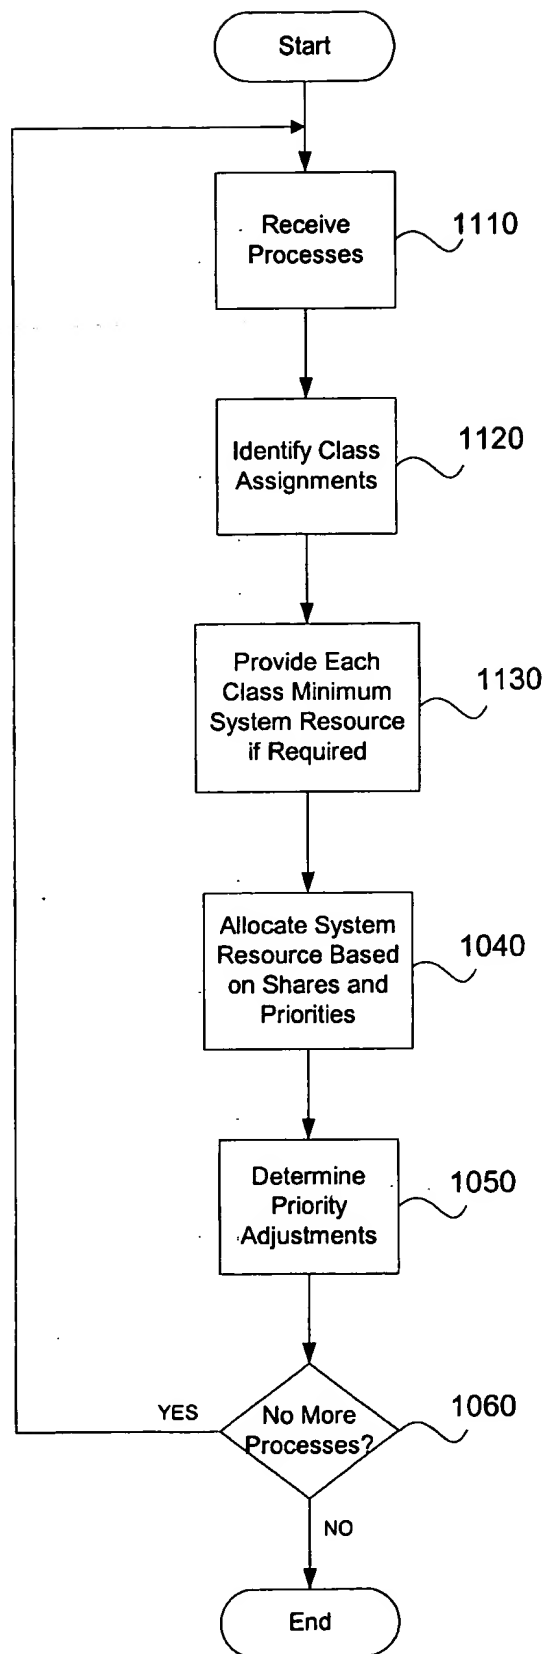 Start
Receive
Processes
1110
Identify Class
Assignments
1120
Provide Each
Class Minimum
System Resource
if Required
1130
Allocate System
Resource Based
on Shares and
Priorities
1040
Determine
Priority
Adjustments
1050
No More
Processes?
1060
YES
NO
End